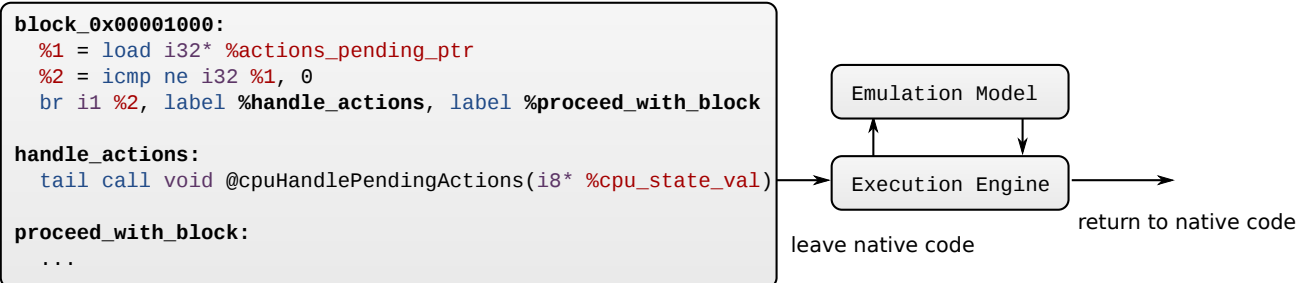 block_0x00001000:
%1 = load i32* %actions_pending_ptr
%2 = icmp ne i32 %1, 0
br i1 %2, label %handle_actions, label %proceed_with_block
handle_actions:
tail call void @cpuHandlePendingActions(i8* %cpu_state_val)
proceed_with_block:
...
Emulation Model
Execution Engine
leave native code
return to native code